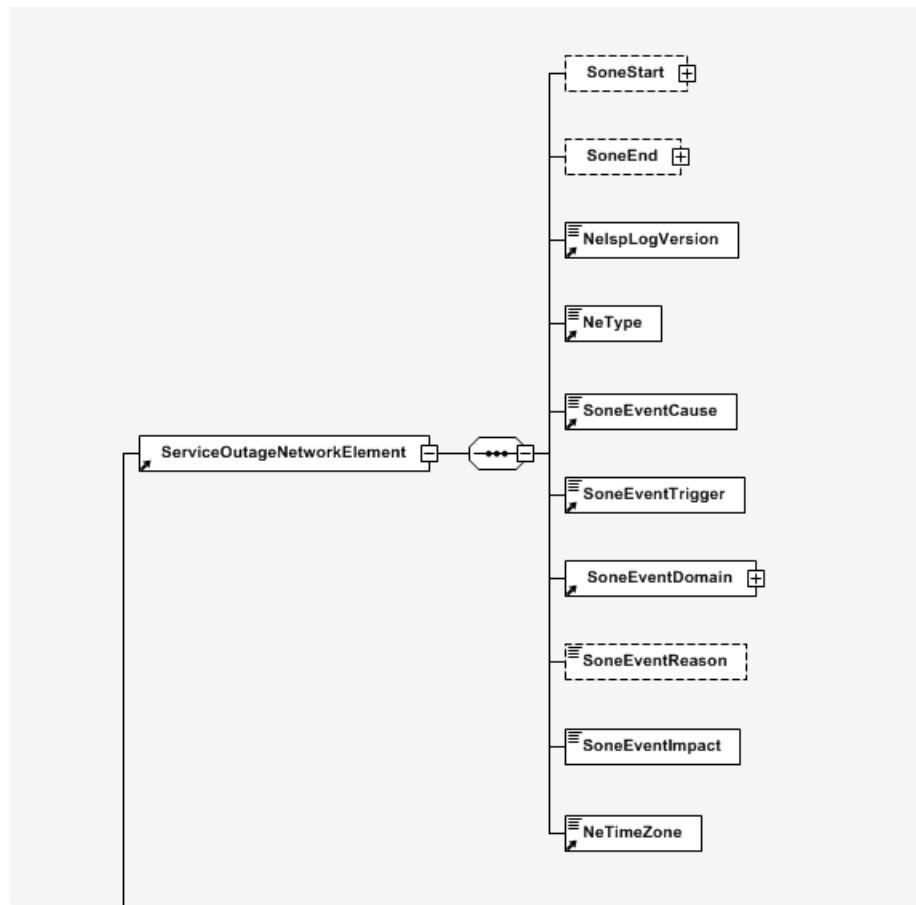 SoneStart
SoneEnd
NeIspLogVersion
NeType
SoneEventCause
ServiceOutageNetworkElement
SoneEventTrigger
SoneEventDomain
SoneEventReason
SoneEventImpact
NeTimeZone